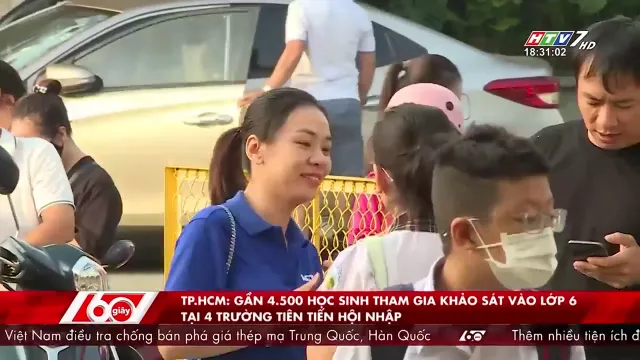 HTV7 HD
18:31:02
60 giây
TP.HCM: GẦN 4.500 HỌC SINH THAM GIA KHẢO SÁT VÀO LỚP 6
TẠI 4 TRƯỜNG TIÊN TIẾN HỘI NHẬP
Việt Nam điều tra chống bán phá giá thép mạ Trung Quốc, Hàn Quốc 60 Thêm nhiều tiện ích đ